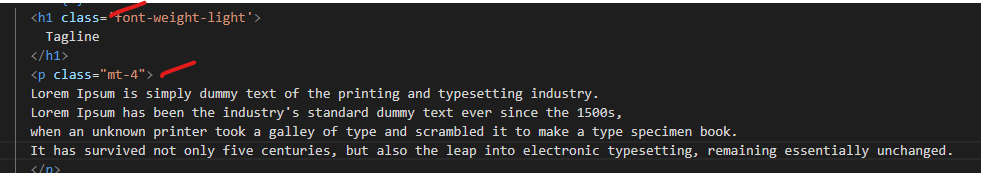 <h1 class='font-weight-light'>
Tagline
</h1>
<p class="mt-4">
Lorem Ipsum is simply dummy text of the printing and typesetting industry.
Lorem Ipsum has been the industry's standard dummy text ever since the 1500s,
when an unknown printer took a galley of type and scrambled it to make a type specimen book.
It has survived not only five centuries, but also the leap into electronic typesetting, remaining essentially unchanged.
</p>